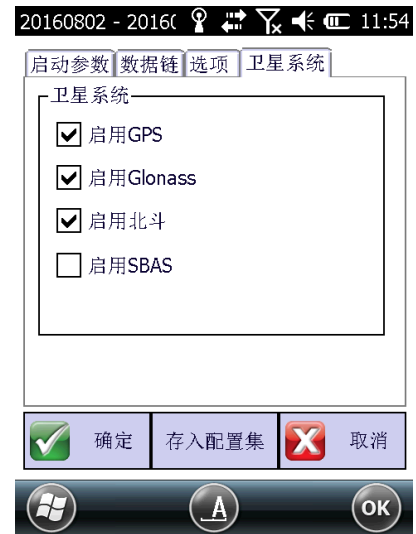 20160802 - 2016( 11:54
启动参数 数据链 选项 卫星系统
卫星系统
启用GPS
启用Glonass
启用北斗
启用SBAS
确定 存入配置集 取消
A OK